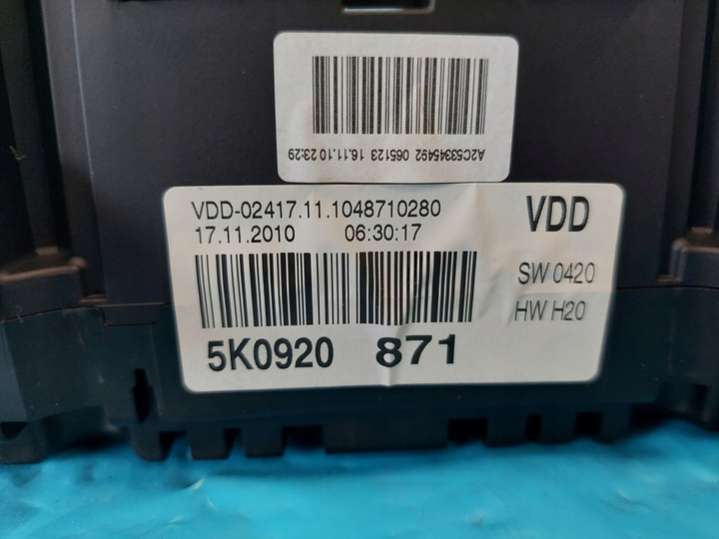 A2C53345492 065123 16.11.10 23:29
VDD-02417.11.1048710280
17.11.2010 06:30:17
VDD
SW 0420
HW H20
5K0920 871